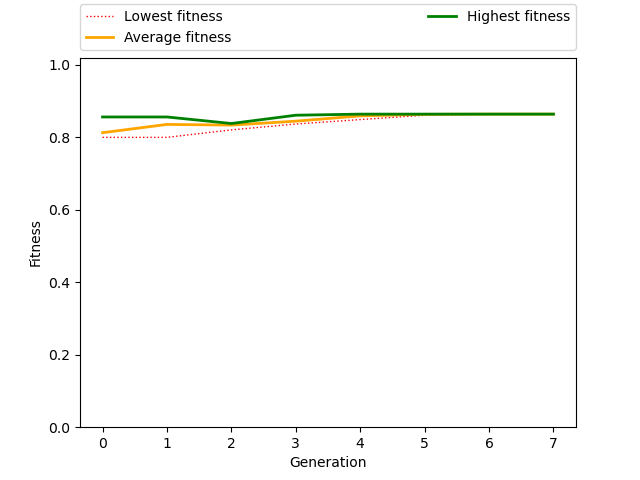 Lowest fitness
Average fitness
Highest fitness
1.0
0.8
0.6
0.4
0.2
0.0
Fitness
0 1 2 3 4 5 6 7
Generation